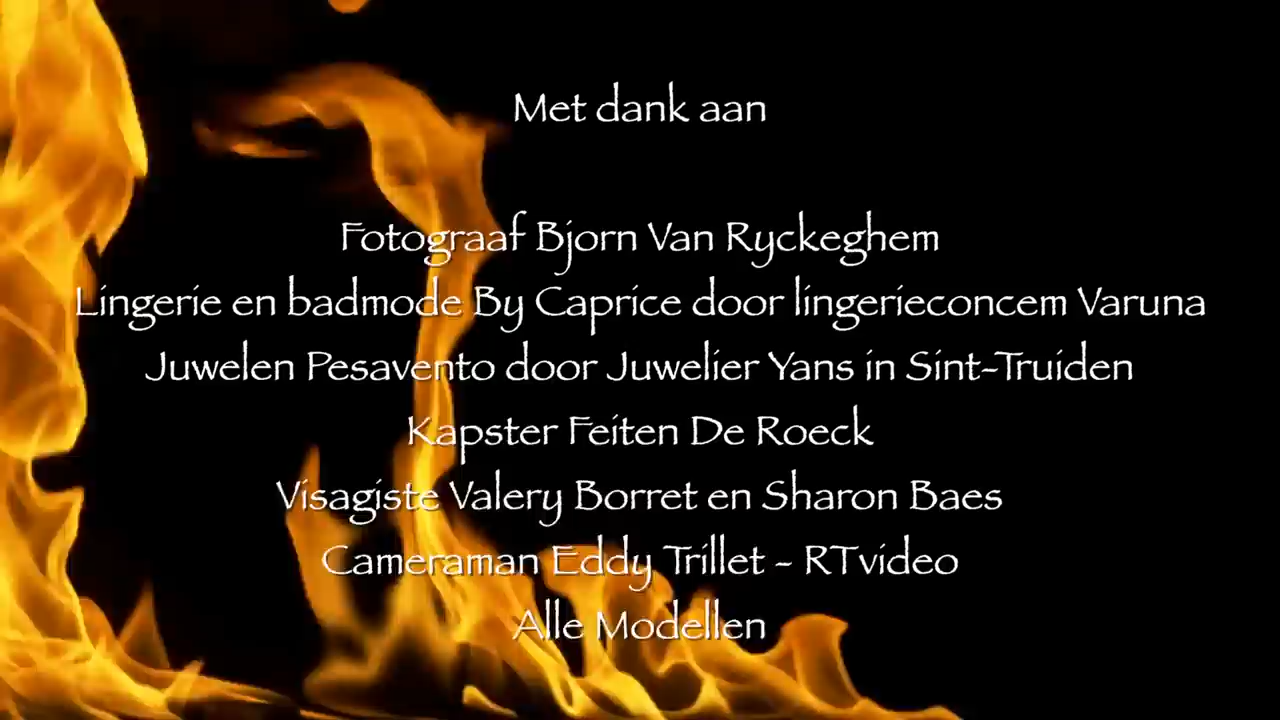 Met dank aan
Fotograaf Bjorn Van Ryckeghem
Lingerie en badmode By Caprice door lingerieconcem Varuna
Juwelen Pesavento door Juwelier Yans in Sint-Truiden
Kapster Feiten De Roeck
Visagiste Valery Borret en Sharon Baes
Cameraman Eddy Trillet - RTvideo
Alle Modellen